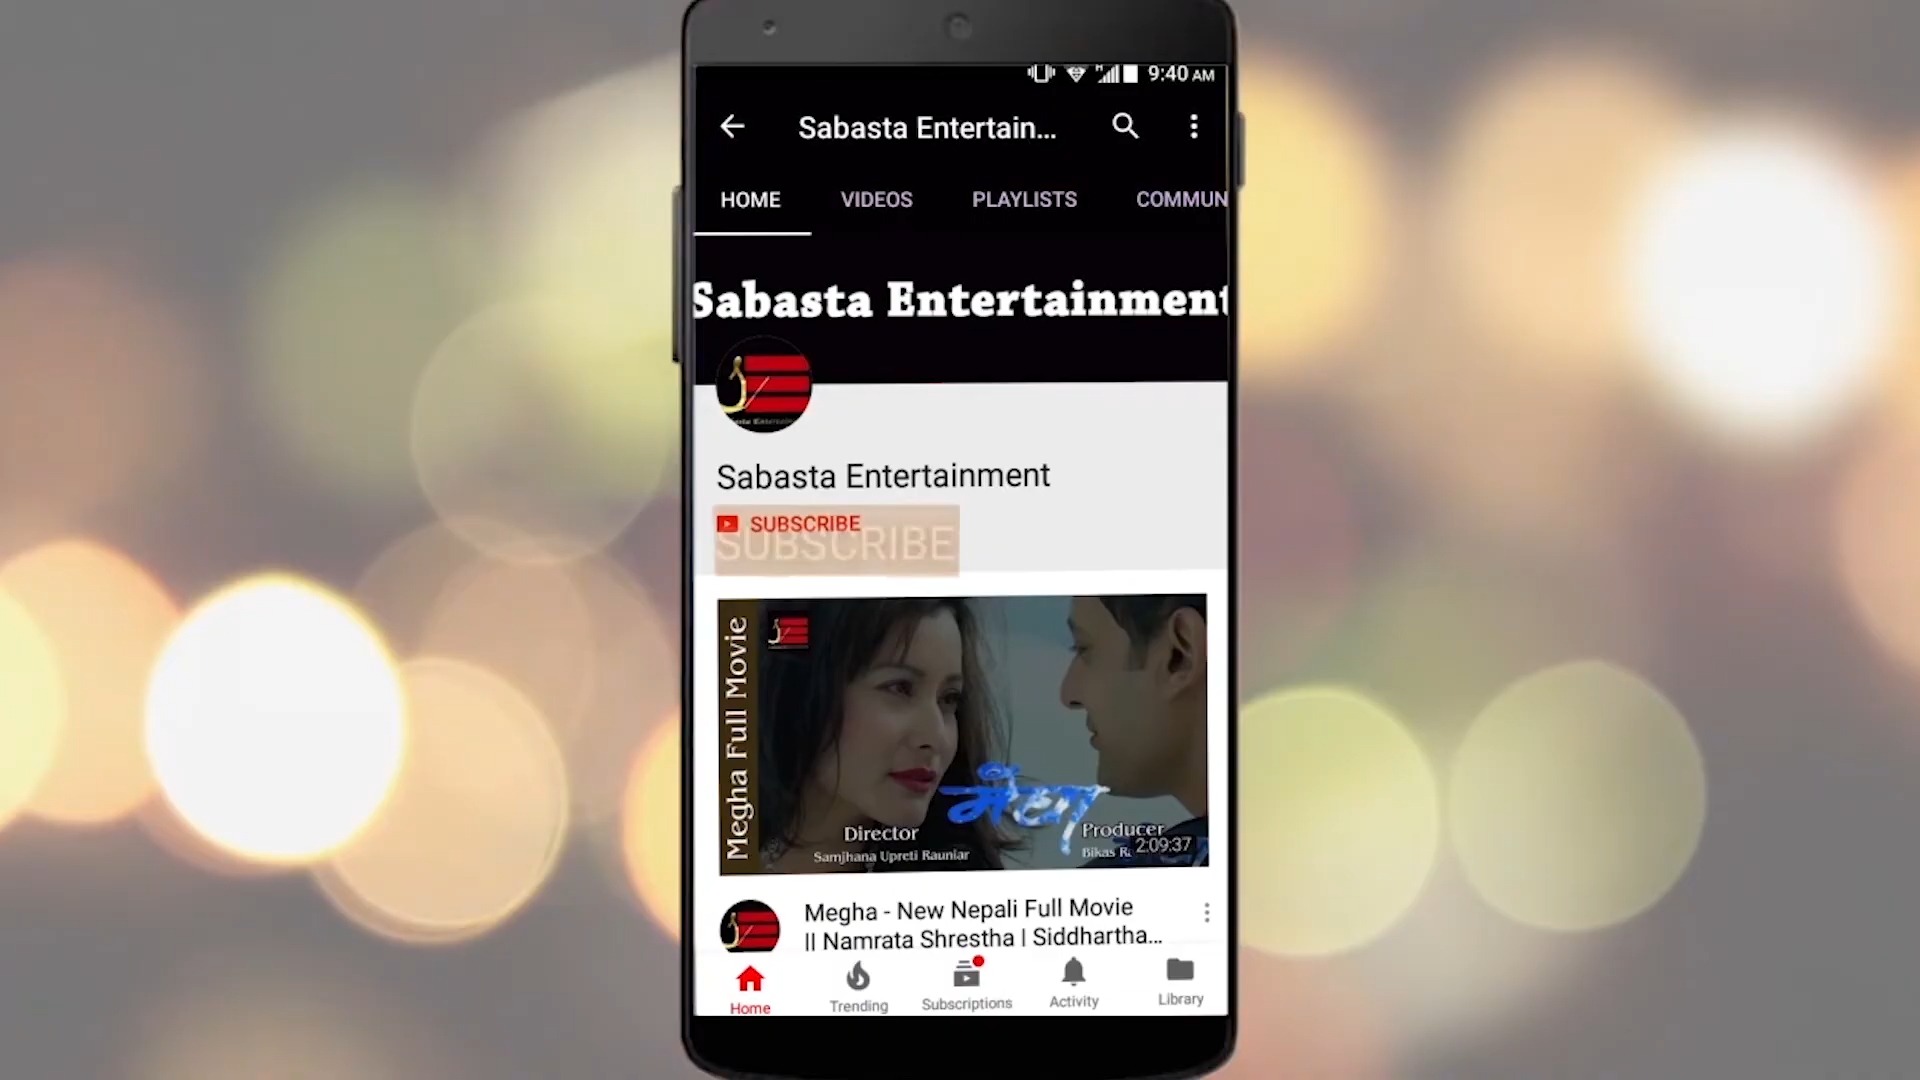 9:40 AM
Sabasta Entertain...
HOME VIDEOS PLAYLISTS COMMUN
Sabasta Entertainment
Sabasta Entertainment
SUBSCRIBE
SUBSCRIBE
Megha Full Movie
मेघा
Director
Samjhana Upreti Rauniar
Producer
Bikas
2:09:37
Megha - New Nepali Full Movie
|| Namrata Shrestha | Siddhartha...
Home Trending Subscriptions Activity Library